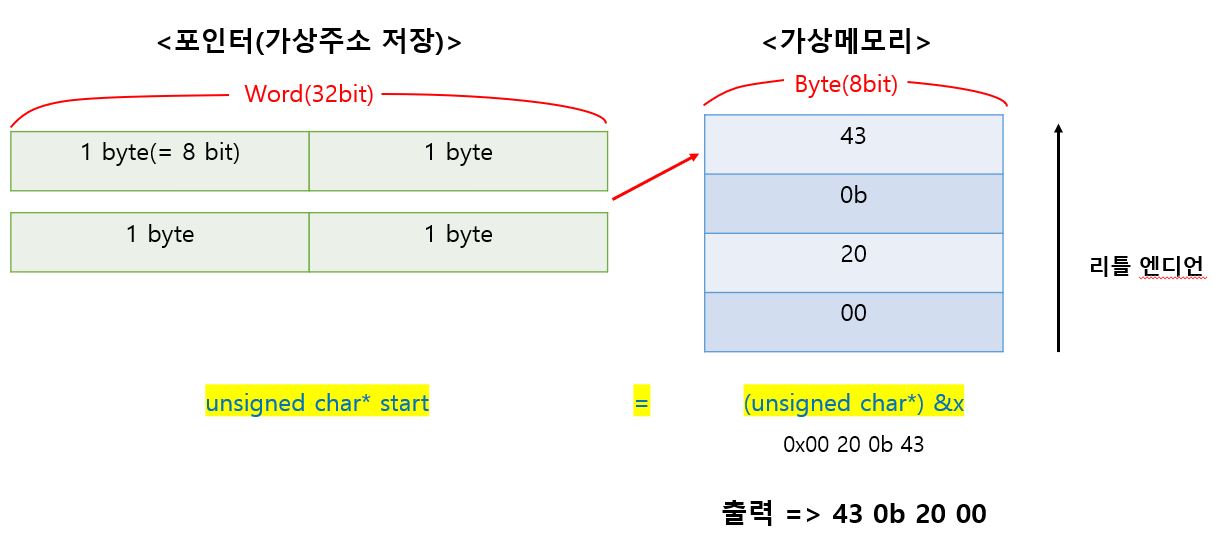 <포인터(가상주소 저장)>
<가상메모리>
Word(32bit)
Byte(8bit)
1 byte(= 8 bit) 1 byte
1 byte 1 byte
43
0b
20
00
리틀 엔디언
unsigned char* start = (unsigned char*) &x
0x00 20 0b 43
출력 => 43 0b 20 00